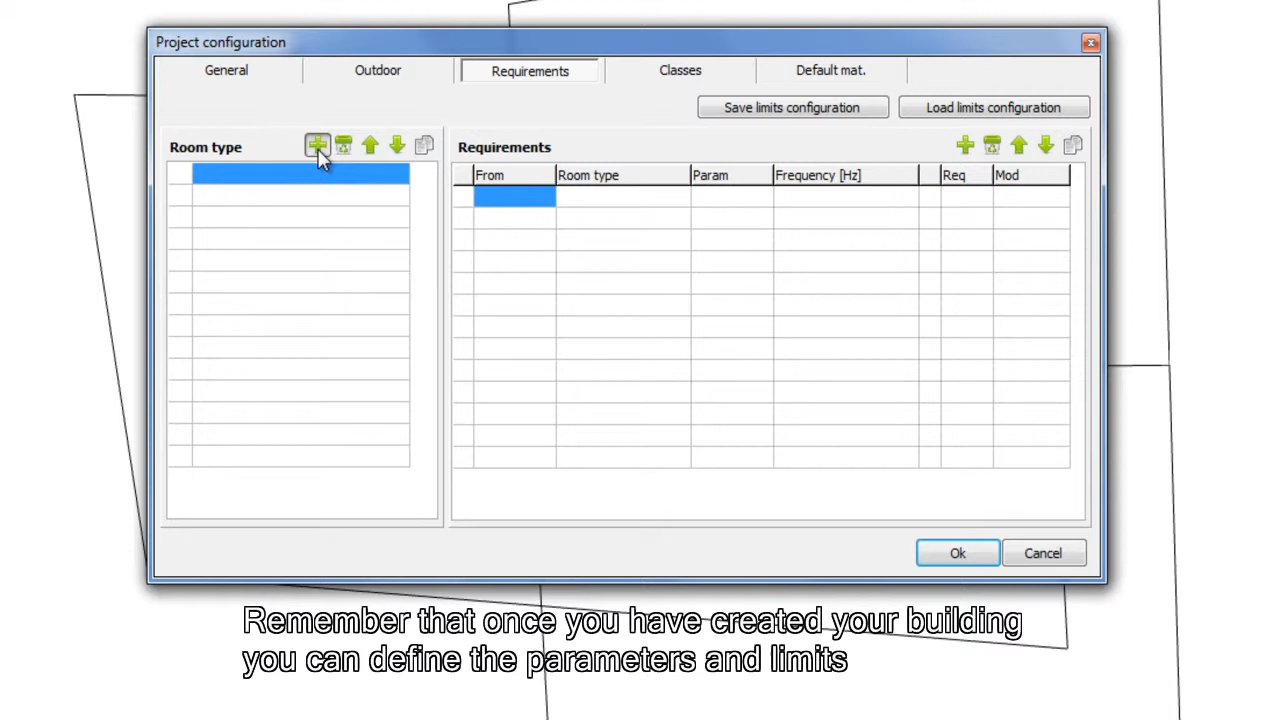 Project configuration
General
Outdoor
Requirements
Classes
Default mat.
Save limits configuration
Load limits configuration
Room type
Requirements
From
Room type
Param
Frequency [Hz]
Req
Mod
Ok
Cancel
Remember that once you have created your building
you can define the parameters and limits